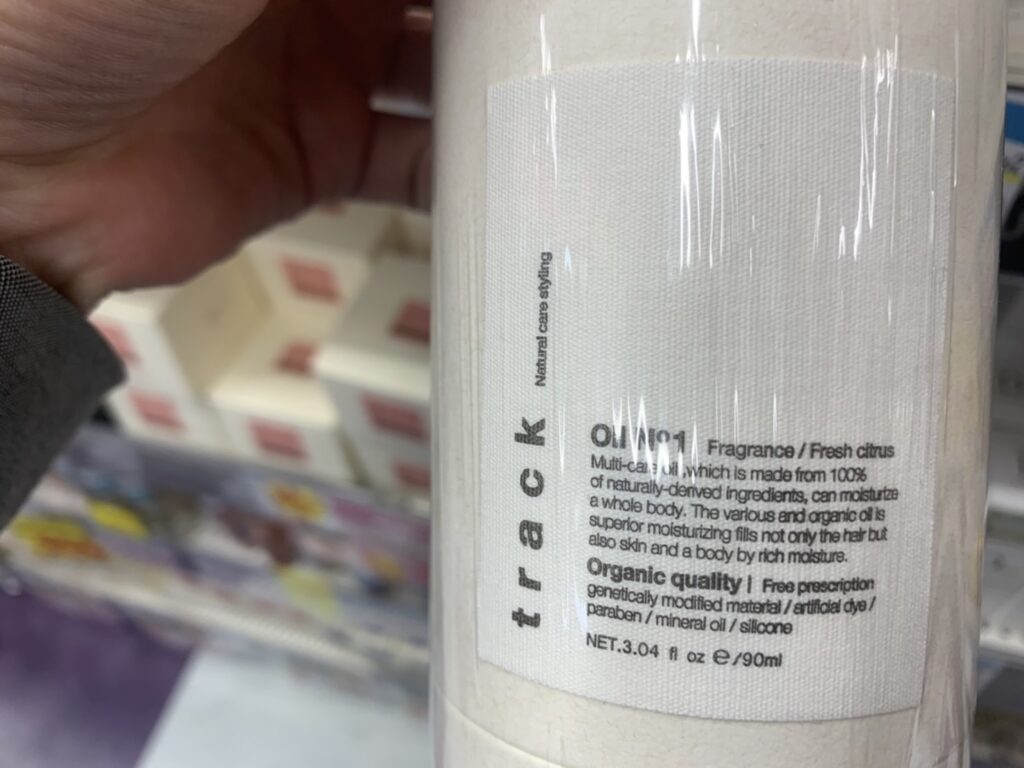 track Natural care styling
Oil Nº1 Fragrance / Fresh citrus
Multi-care oil ,which is made from 100%
of naturally-derived ingredients, can moisturize
a whole body. The various and organic oil is
superior moisturizing fills not only the hair but
also skin and a body by rich moisture.
Organic quality | Free prescription
genetically modified material / artificial dye /
paraben / mineral oil / silicone
NET.3.04 fl oz e/90ml